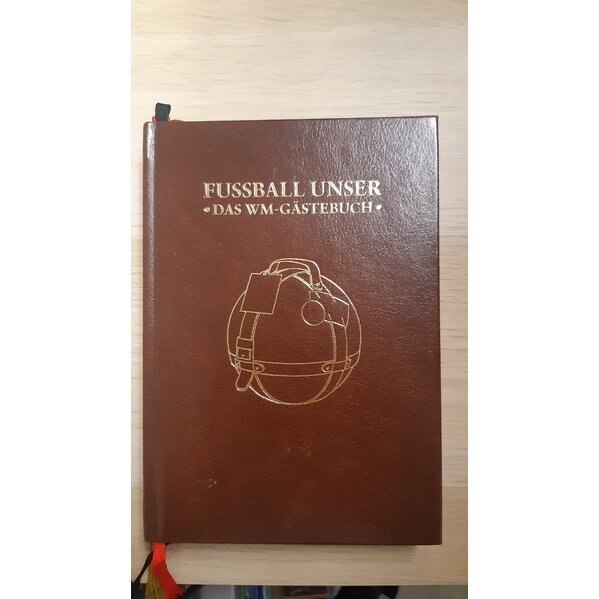 FUSSBALL UNSER
• DAS WM-GÄSTEBUCH •